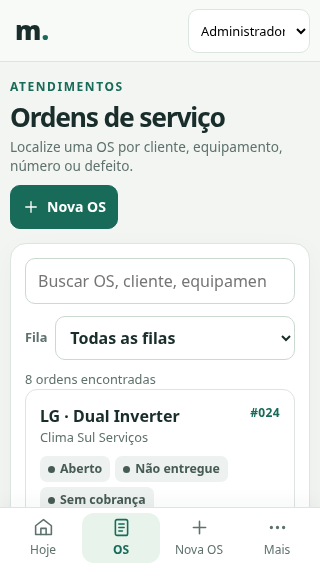 m.
Administrador
ATENDIMENTOS
Ordens de serviço
Localize uma OS por cliente, equipamento,
número ou defeito.
+ Nova OS
Buscar OS, cliente, equipamen
Fila
Todas as filas
8 ordens encontradas
LG · Dual Inverter
#024
Clima Sul Serviços
Aberto
Não entregue
Sem cobrança
Hoje
OS
Nova OS
Mais